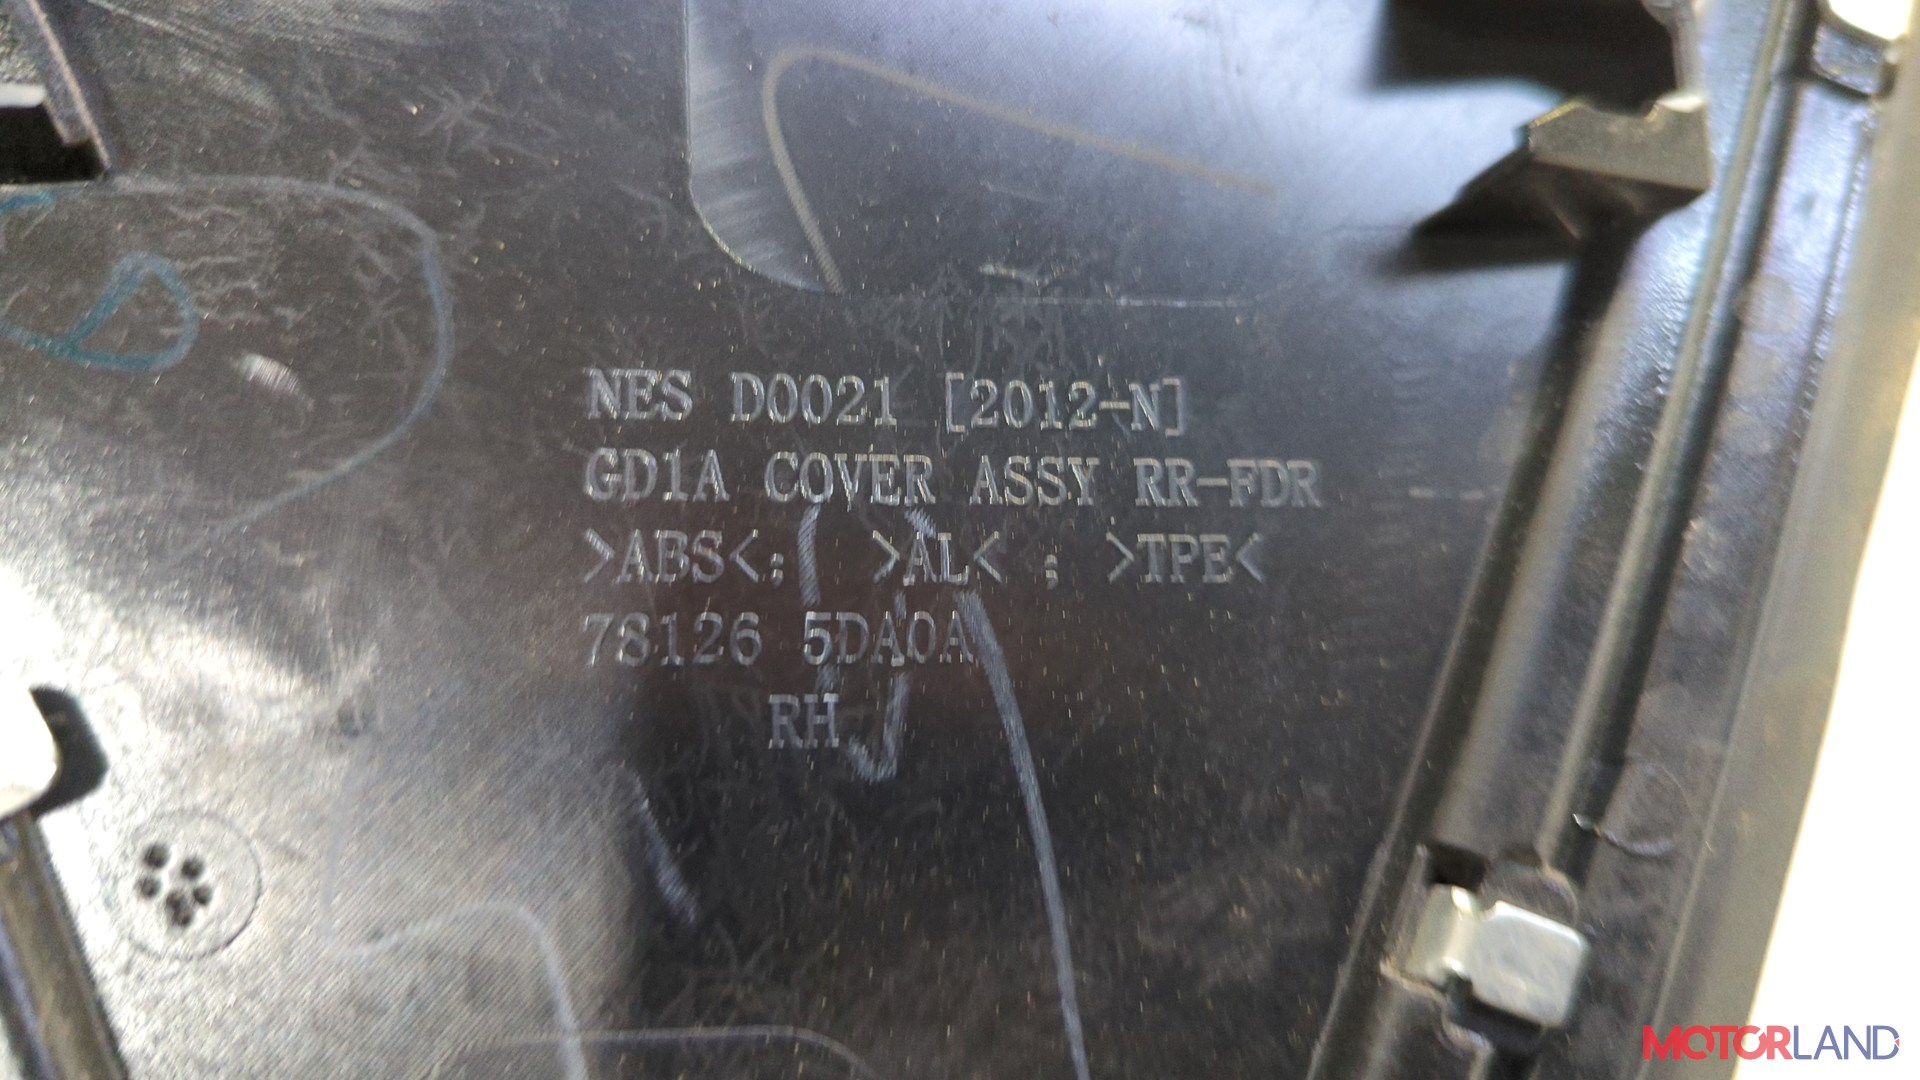 NES D0021 [2012-N]
GD1A COVER ASSY RR-FDR
>ABS<; >AL< ; >TPE<
78126 5DA0A
RH
MOTORLAND